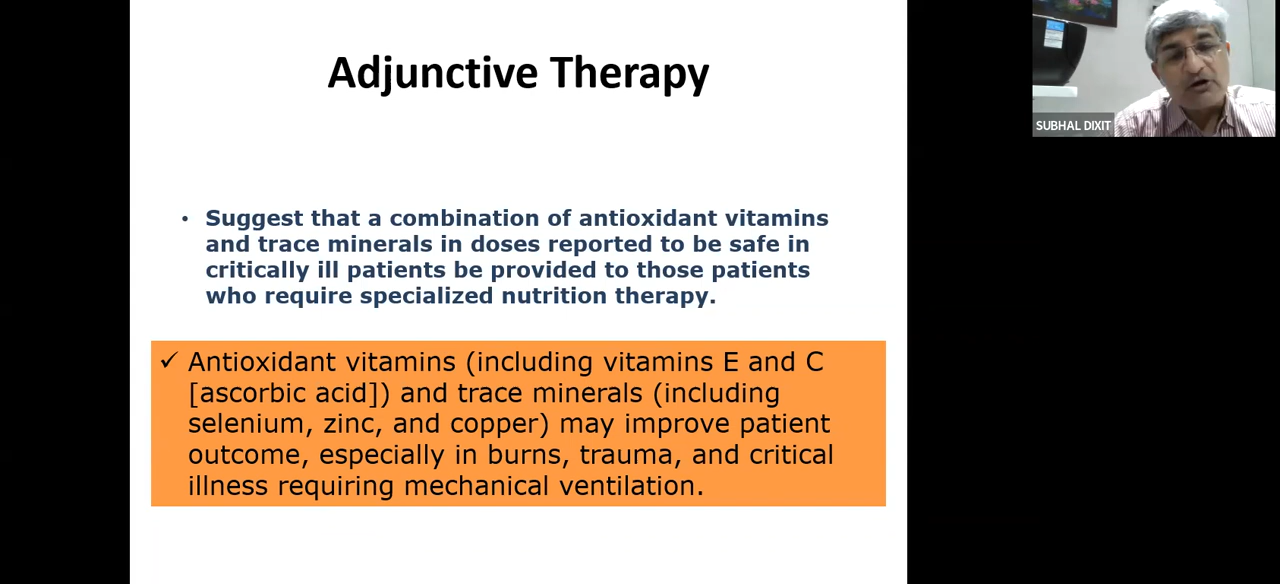 Adjunctive Therapy
SUBHAL DIXIT
• Suggest that a combination of antioxidant vitamins
and trace minerals in doses reported to be safe in
critically ill patients be provided to those patients
who require specialized nutrition therapy.
✓ Antioxidant vitamins (including vitamins E and C
[ascorbic acid]) and trace minerals (including
selenium, zinc, and copper) may improve patient
outcome, especially in burns, trauma, and critical
illness requiring mechanical ventilation.